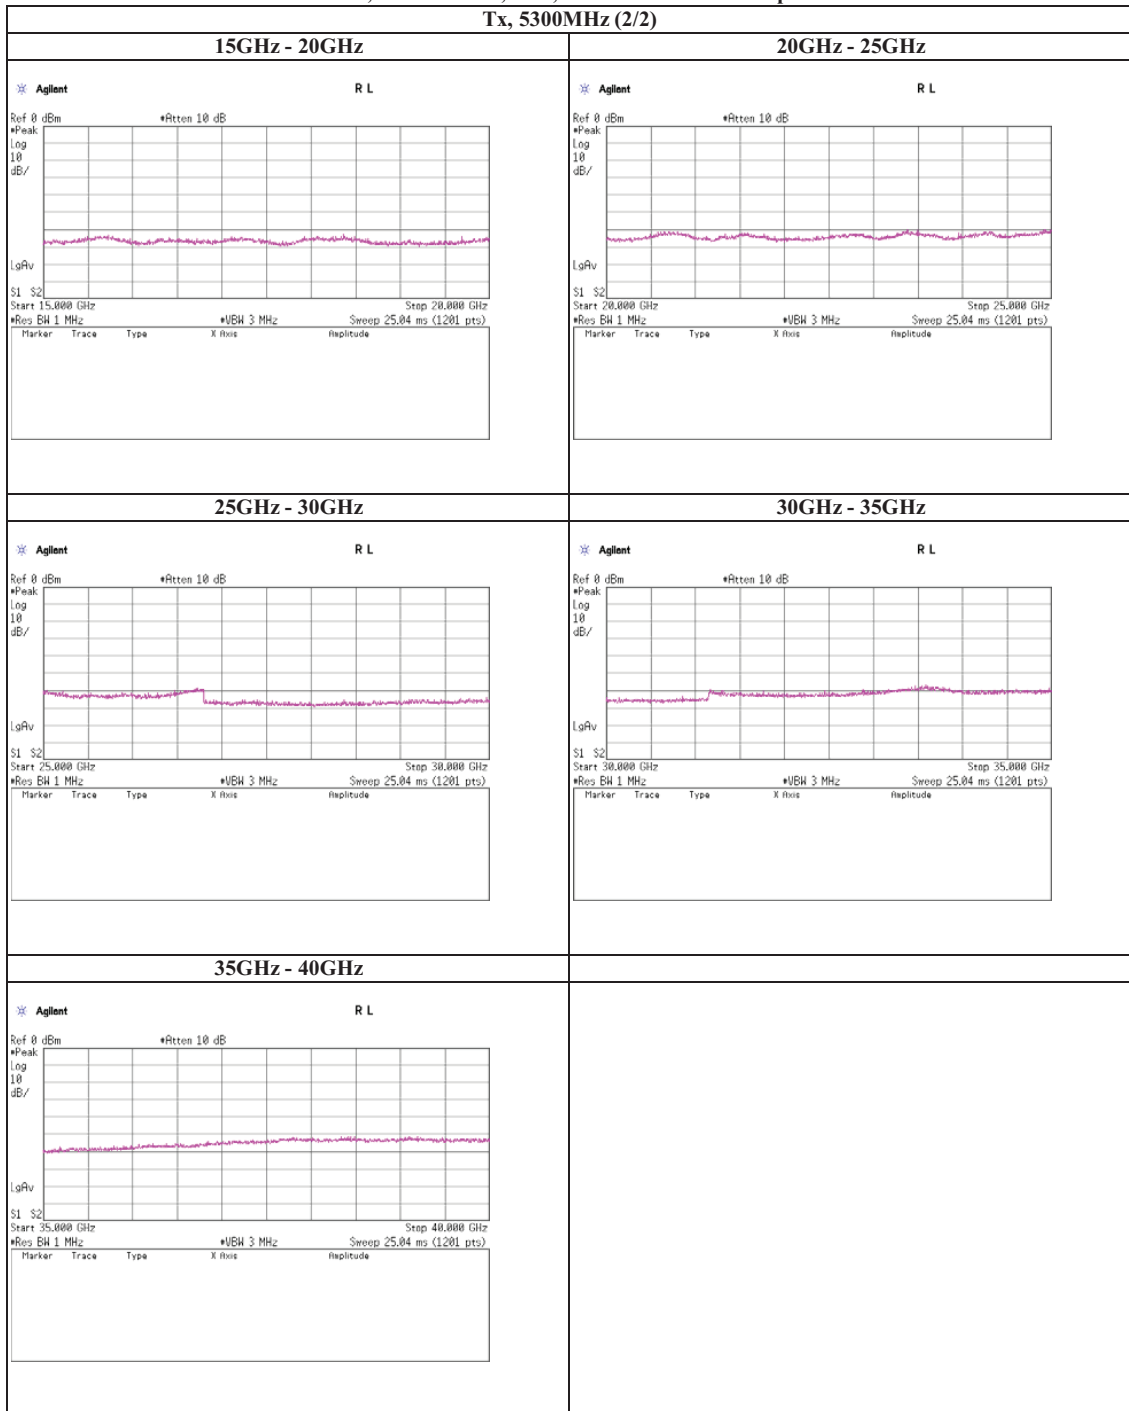 Tx, 5300MHz (2/2)
15GHz - 20GHz
20GHz - 25GHz
Agilent R L
Ref 0 dBm #Atten 10 dB
#Peak
Log
10
dB/
LgAv
S1 S2
Start 15.000 GHz Stop 20.000 GHz
#Res BW 1 MHz #VBW 3 MHz Sweep 25.04 ms (1201 pts)
Marker Trace Type X Axis Amplitude
Agilent R L
Ref 0 dBm #Atten 10 dB
#Peak
Log
10
dB/
LgAv
S1 S2
Start 20.000 GHz Stop 25.000 GHz
#Res BW 1 MHz #VBW 3 MHz Sweep 25.04 ms (1201 pts)
Marker Trace Type X Axis Amplitude
25GHz - 30GHz
30GHz - 35GHz
Agilent R L
Ref 0 dBm #Atten 10 dB
#Peak
Log
10
dB/
LgAv
S1 S2
Start 25.000 GHz Stop 30.000 GHz
#Res BW 1 MHz #VBW 3 MHz Sweep 25.04 ms (1201 pts)
Marker Trace Type X Axis Amplitude
Agilent R L
Ref 0 dBm #Atten 10 dB
#Peak
Log
10
dB/
LgAv
S1 S2
Start 30.000 GHz Stop 35.000 GHz
#Res BW 1 MHz #VBW 3 MHz Sweep 25.04 ms (1201 pts)
Marker Trace Type X Axis Amplitude
35GHz - 40GHz
Agilent R L
Ref 0 dBm #Atten 10 dB
#Peak
Log
10
dB/
LgAv
S1 S2
Start 35.000 GHz Stop 40.000 GHz
#Res BW 1 MHz #VBW 3 MHz Sweep 25.04 ms (1201 pts)
Marker Trace Type X Axis Amplitude